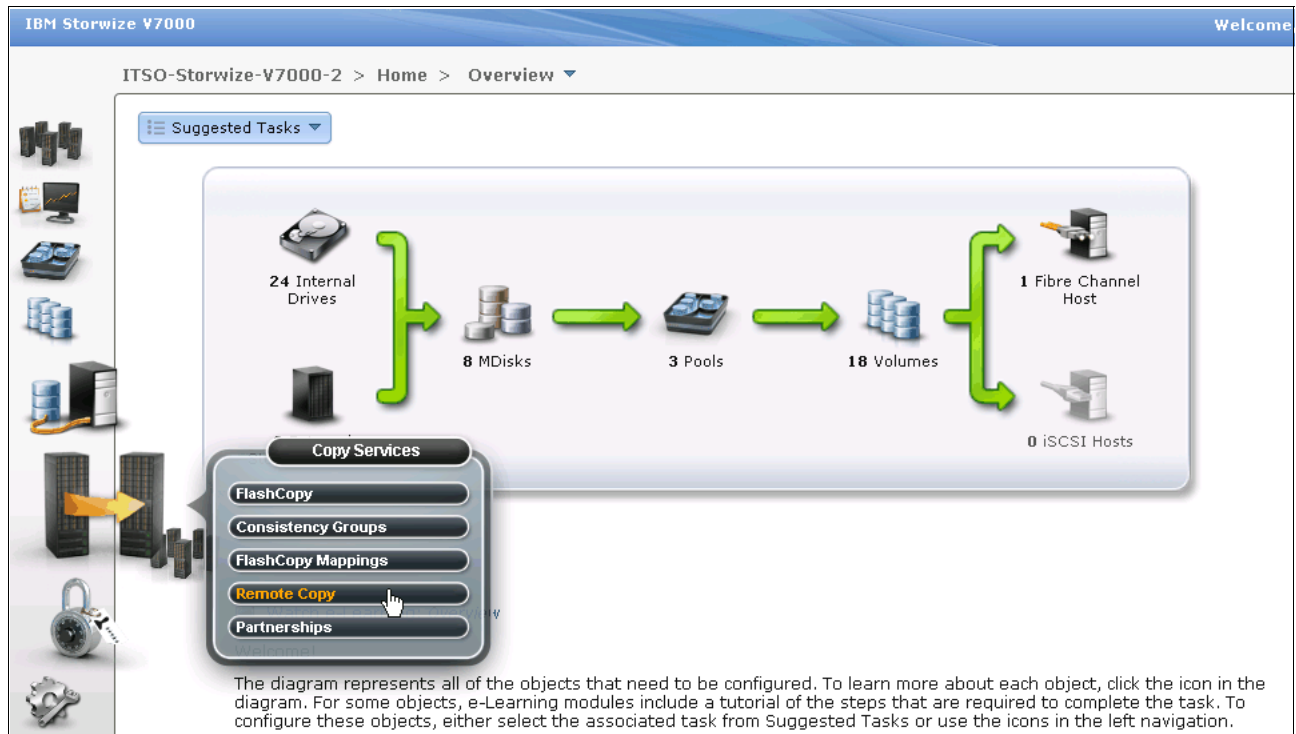 IBM Storwize V7000
Welcome
ITSO-Storwize-V7000-2 > Home > Overview
Suggested Tasks
24 Internal
Drives
8 MDisks
3 Pools
18 Volumes
1 Fibre Channel
Host
0 iSCSI Hosts
Copy Services
FlashCopy
Consistency Groups
FlashCopy Mappings
Remote Copy
Partnerships
Welcome!
The diagram represents all of the objects that need to be configured. To learn more about each object, click the icon in the
diagram. For some objects, e-Learning modules include a tutorial of the steps that are required to complete the task. To
configure these objects, either select the associated task from Suggested Tasks or use the icons in the left navigation.